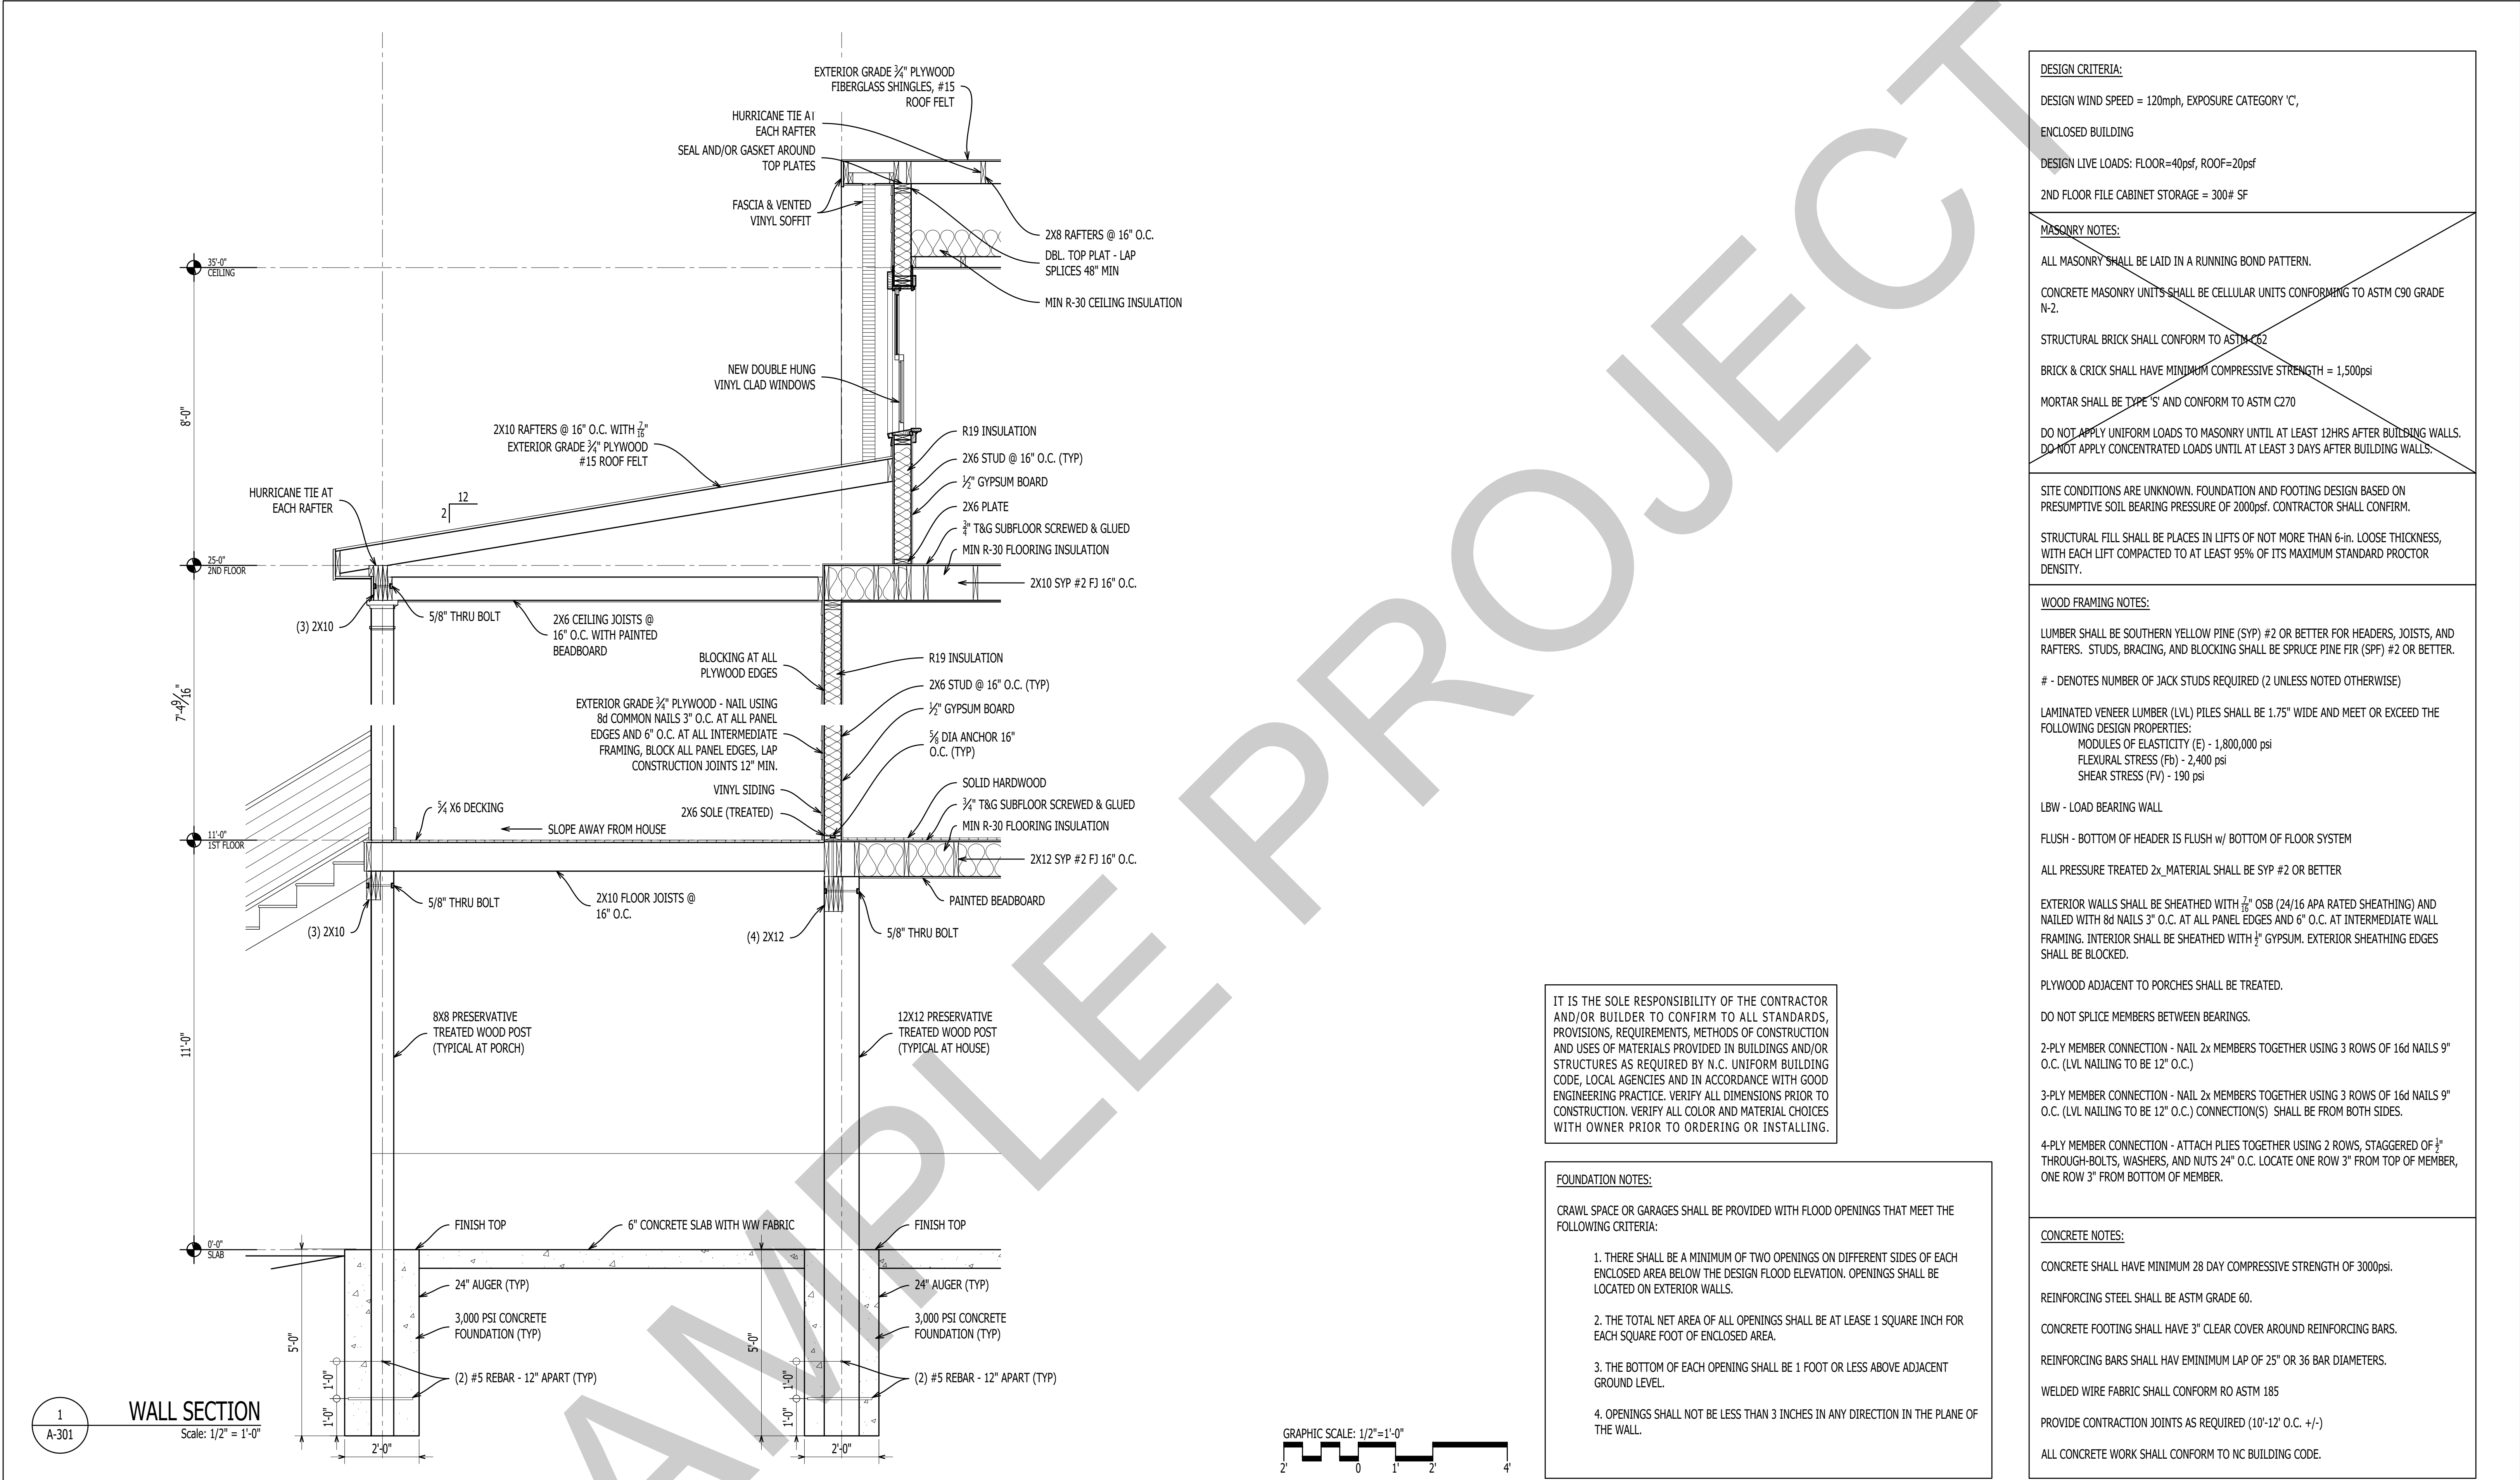 EXTERIOR GRADE 3/4" PLYWOOD
FIBERGLASS SHINGLES, #15
ROOF FELT
HURRICANE TIE AT
EACH RAFTER
SEAL AND/OR GASKET AROUND
TOP PLATES
FASCIA & VENTED
VINYL SOFFIT
2X8 RAFTERS @ 16" O.C.
DBL. TOP PLAT - LAP
SPLICES 48" MIN
MIN R-30 CEILING INSULATION
35'-0"
CEILING
NEW DOUBLE HUNG
VINYL CLAD WINDOWS
8'-0"
2X10 RAFTERS @ 16" O.C. WITH 7/16"
EXTERIOR GRADE 3/4" PLYWOOD
#15 ROOF FELT
R19 INSULATION
2X6 STUD @ 16" O.C. (TYP)
1/2" GYPSUM BOARD
2X6 PLATE
3/4" T&G SUBFLOOR SCREWED & GLUED
MIN R-30 FLOORING INSULATION
2X10 SYP #2 FJ 16" O.C.
HURRICANE TIE AT
EACH RAFTER
12
2
25-0"
2ND FLOOR
(3) 2X10
5/8" THRU BOLT
2X6 CEILING JOISTS @
16" O.C. WITH PAINTED
BEADBOARD
BLOCKING AT ALL
PLYWOOD EDGES
R19 INSULATION
2X6 STUD @ 16" O.C. (TYP)
1/2" GYPSUM BOARD
5/8 DIA ANCHOR 16"
O.C. (TYP)
7'-4 9/16"
EXTERIOR GRADE 3/4" PLYWOOD - NAIL USING
8d COMMON NAILS 3" O.C. AT ALL PANEL
EDGES AND 6" O.C. AT ALL INTERMEDIATE
FRAMING, BLOCK ALL PANEL EDGES, LAP
CONSTRUCTION JOINTS 12" MIN.
VINYL SIDING
2X6 SOLE (TREATED)
SOLID HARDWOOD
3/4" T&G SUBFLOOR SCREWED & GLUED
MIN R-30 FLOORING INSULATION
2X12 SYP #2 FJ 16" O.C.
PAINTED BEADBOARD
5/4 X6 DECKING
SLOPE AWAY FROM HOUSE
11'-0"
1ST FLOOR
5/8" THRU BOLT
2X10 FLOOR JOISTS @
16" O.C.
(3) 2X10
(4) 2X12
5/8" THRU BOLT
11'-0"
8X8 PRESERVATIVE
TREATED WOOD POST
(TYPICAL AT PORCH)
12X12 PRESERVATIVE
TREATED WOOD POST
(TYPICAL AT HOUSE)
0'-0"
SLAB
FINISH TOP
6" CONCRETE SLAB WITH WW FABRIC
FINISH TOP
24" AUGER (TYP)
24" AUGER (TYP)
3,000 PSI CONCRETE
FOUNDATION (TYP)
3,000 PSI CONCRETE
FOUNDATION (TYP)
5'-0"
5'-0"
1'-0"
1'-0"
1'-0"
1'-0"
(2) #5 REBAR - 12" APART (TYP)
(2) #5 REBAR - 12" APART (TYP)
2'-0"
2'-0"
1
A-301
WALL SECTION
Scale: 1/2" = 1'-0"
GRAPHIC SCALE: 1/2"=1'-0"
2' 0 1' 2' 4'
IT IS THE SOLE RESPONSIBILITY OF THE CONTRACTOR
AND/OR BUILDER TO CONFIRM TO ALL STANDARDS,
PROVISIONS, REQUIREMENTS, METHODS OF CONSTRUCTION
AND USES OF MATERIALS PROVIDED IN BUILDINGS AND/OR
STRUCTURES AS REQUIRED BY N.C. UNIFORM BUILDING
CODE, LOCAL AGENCIES AND IN ACCORDANCE WITH GOOD
ENGINEERING PRACTICE. VERIFY ALL DIMENSIONS PRIOR TO
CONSTRUCTION. VERIFY ALL COLOR AND MATERIAL CHOICES
WITH OWNER PRIOR TO ORDERING OR INSTALLING.
FOUNDATION NOTES:
CRAWL SPACE OR GARAGES SHALL BE PROVIDED WITH FLOOD OPENINGS THAT MEET THE
FOLLOWING CRITERIA:
1. THERE SHALL BE A MINIMUM OF TWO OPENINGS ON DIFFERENT SIDES OF EACH
ENCLOSED AREA BELOW THE DESIGN FLOOD ELEVATION. OPENINGS SHALL BE
LOCATED ON EXTERIOR WALLS.
2. THE TOTAL NET AREA OF ALL OPENINGS SHALL BE AT LEASE 1 SQUARE INCH FOR
EACH SQUARE FOOT OF ENCLOSED AREA.
3. THE BOTTOM OF EACH OPENING SHALL BE 1 FOOT OR LESS ABOVE ADJACENT
GROUND LEVEL.
4. OPENINGS SHALL NOT BE LESS THAN 3 INCHES IN ANY DIRECTION IN THE PLANE OF
THE WALL.
DESIGN CRITERIA:
DESIGN WIND SPEED = 120mph, EXPOSURE CATEGORY 'C',
ENCLOSED BUILDING
DESIGN LIVE LOADS: FLOOR=40psf, ROOF=20psf
2ND FLOOR FILE CABINET STORAGE = 300# SF
MASONRY NOTES:
ALL MASONRY SHALL BE LAID IN A RUNNING BOND PATTERN.
CONCRETE MASONRY UNITS SHALL BE CELLULAR UNITS CONFORMING TO ASTM C90 GRADE
N-2.
STRUCTURAL BRICK SHALL CONFORM TO ASTM C62
BRICK & CRICK SHALL HAVE MINIMUM COMPRESSIVE STRENGTH = 1,500psi
MORTAR SHALL BE TYPE 'S' AND CONFORM TO ASTM C270
DO NOT APPLY UNIFORM LOADS TO MASONRY UNTIL AT LEAST 12HRS AFTER BUILDING WALLS.
DO NOT APPLY CONCENTRATED LOADS UNTIL AT LEAST 3 DAYS AFTER BUILDING WALLS.
SITE CONDITIONS ARE UNKNOWN. FOUNDATION AND FOOTING DESIGN BASED ON
PRESUMPTIVE SOIL BEARING PRESSURE OF 2000psf. CONTRACTOR SHALL CONFIRM.
STRUCTURAL FILL SHALL BE PLACES IN LIFTS OF NOT MORE THAN 6-in. LOOSE THICKNESS,
WITH EACH LIFT COMPACTED TO AT LEAST 95% OF ITS MAXIMUM STANDARD PROCTOR
DENSITY.
WOOD FRAMING NOTES:
LUMBER SHALL BE SOUTHERN YELLOW PINE (SYP) #2 OR BETTER FOR HEADERS, JOISTS, AND
RAFTERS. STUDS, BRACING, AND BLOCKING SHALL BE SPRUCE PINE FIR (SPF) #2 OR BETTER.
# - DENOTES NUMBER OF JACK STUDS REQUIRED (2 UNLESS NOTED OTHERWISE)
LAMINATED VENEER LUMBER (LVL) PILES SHALL BE 1.75" WIDE AND MEET OR EXCEED THE
FOLLOWING DESIGN PROPERTIES:
MODULES OF ELASTICITY (E) - 1,800,000 psi
FLEXURAL STRESS (Fb) - 2,400 psi
SHEAR STRESS (FV) - 190 psi
LBW - LOAD BEARING WALL
FLUSH - BOTTOM OF HEADER IS FLUSH w/ BOTTOM OF FLOOR SYSTEM
ALL PRESSURE TREATED 2x_MATERIAL SHALL BE SYP #2 OR BETTER
EXTERIOR WALLS SHALL BE SHEATHED WITH 7/16" OSB (24/16 APA RATED SHEATHING) AND
NAILED WITH 8d NAILS 3" O.C. AT ALL PANEL EDGES AND 6" O.C. AT INTERMEDIATE WALL
FRAMING. INTERIOR SHALL BE SHEATHED WITH 1/2" GYPSUM. EXTERIOR SHEATHING EDGES
SHALL BE BLOCKED.
PLYWOOD ADJACENT TO PORCHES SHALL BE TREATED.
DO NOT SPLICE MEMBERS BETWEEN BEARINGS.
2-PLY MEMBER CONNECTION - NAIL 2x MEMBERS TOGETHER USING 3 ROWS OF 16d NAILS 9"
O.C. (LVL NAILING TO BE 12" O.C.)
3-PLY MEMBER CONNECTION - NAIL 2x MEMBERS TOGETHER USING 3 ROWS OF 16d NAILS 9"
O.C. (LVL NAILING TO BE 12" O.C.) CONNECTION(S) SHALL BE FROM BOTH SIDES.
4-PLY MEMBER CONNECTION - ATTACH PLIES TOGETHER USING 2 ROWS, STAGGERED OF 1/2"
THROUGH-BOLTS, WASHERS, AND NUTS 24" O.C. LOCATE ONE ROW 3" FROM TOP OF MEMBER,
ONE ROW 3" FROM BOTTOM OF MEMBER.
CONCRETE NOTES:
CONCRETE SHALL HAVE MINIMUM 28 DAY COMPRESSIVE STRENGTH OF 3000psi.
REINFORCING STEEL SHALL BE ASTM GRADE 60.
CONCRETE FOOTING SHALL HAVE 3" CLEAR COVER AROUND REINFORCING BARS.
REINFORCING BARS SHALL HAV EMINIMUM LAP OF 25" OR 36 BAR DIAMETERS.
WELDED WIRE FABRIC SHALL CONFORM RO ASTM 185
PROVIDE CONTRACTION JOINTS AS REQUIRED (10'-12' O.C. +/-)
ALL CONCRETE WORK SHALL CONFORM TO NC BUILDING CODE.
AMPLE PROJECT